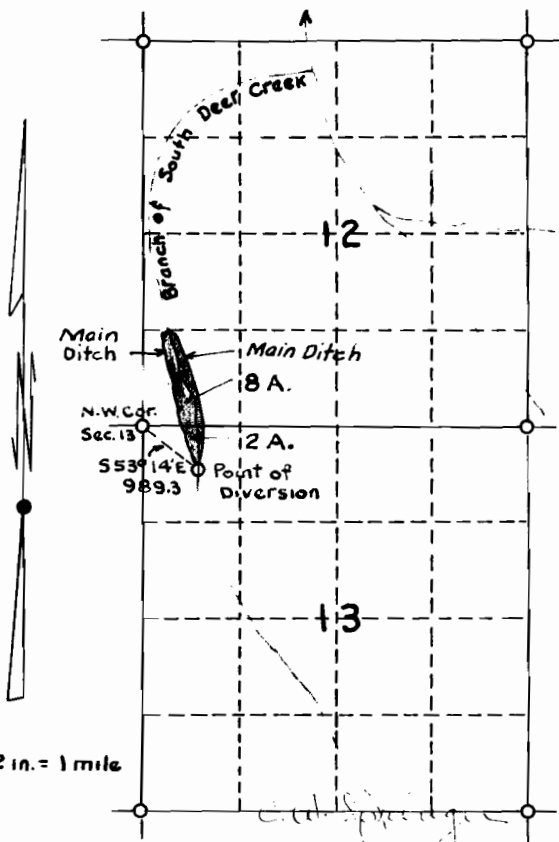 Branch of South Deer Creek
12
Main
Ditch
Main Ditch
8 A.
N.W. Cor.
Sec. 13
2 A.
S53°14'E
989.3
Point of
Diversion
13
2 in. = 1 mile